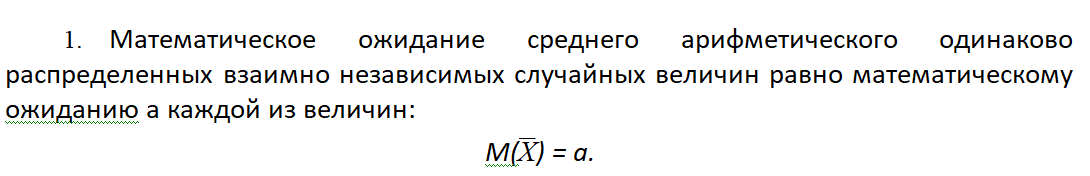 1. Математическое ожидание среднего арифметического одинаково
распределенных взаимно независимых случайных величин равно математическому
ожиданию а каждой из величин:
M(X̅) = a.